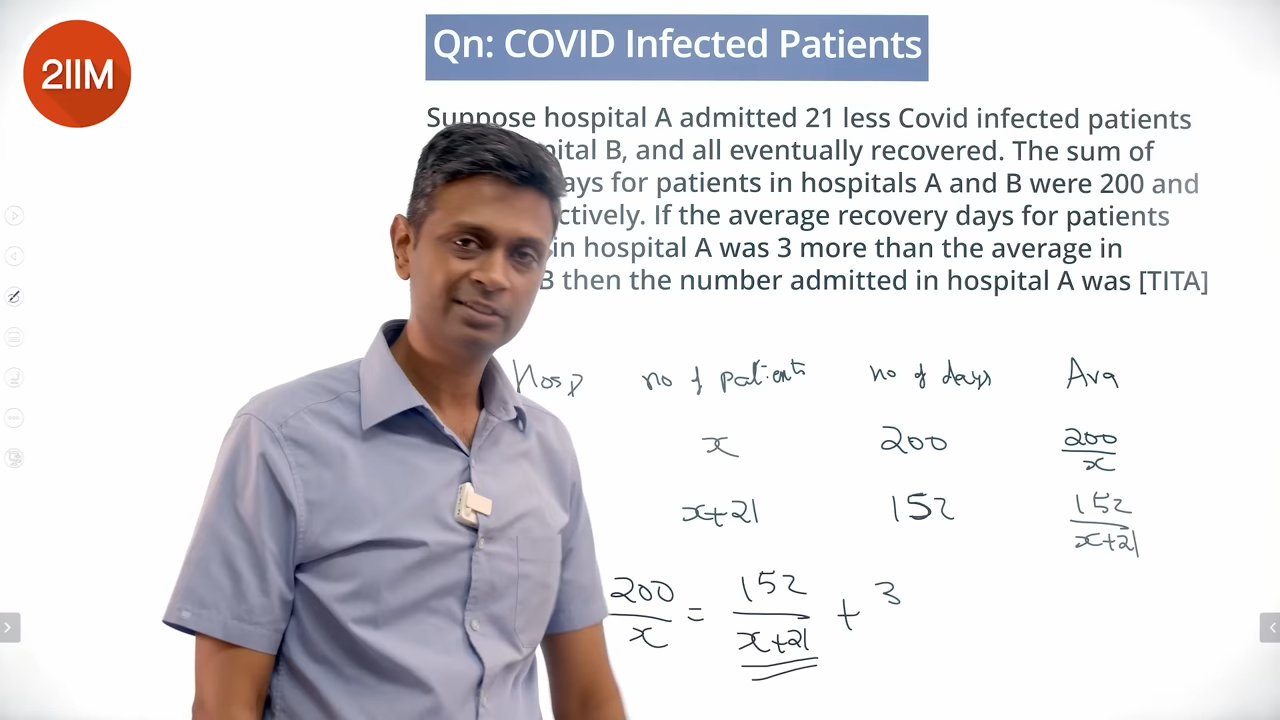 2IIM
Qn: COVID Infected Patients
Suppose hospital A admitted 21 less Covid infected patients
B, and all eventually recovered. The sum of
for patients in hospitals A and B were 200 and
If the average recovery days for patients
in hospital A was 3 more than the average in
B then the number admitted in hospital A was [TITA]
Hosp no of patients no of days Avg
x 200 200/x
x+21 152 152/x+21
200/x = 152/x+21 + 3